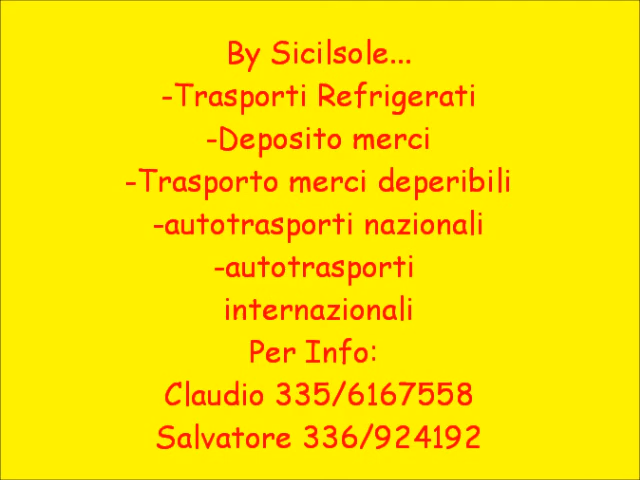 By Sicilsole...
-Trasporti Refrigerati
-Deposito merci
-Trasporto merci deperibili
-autotrasporti nazionali
-autotrasporti
internazionali
Per Info:
Claudio 335/6167558
Salvatore 336/924192